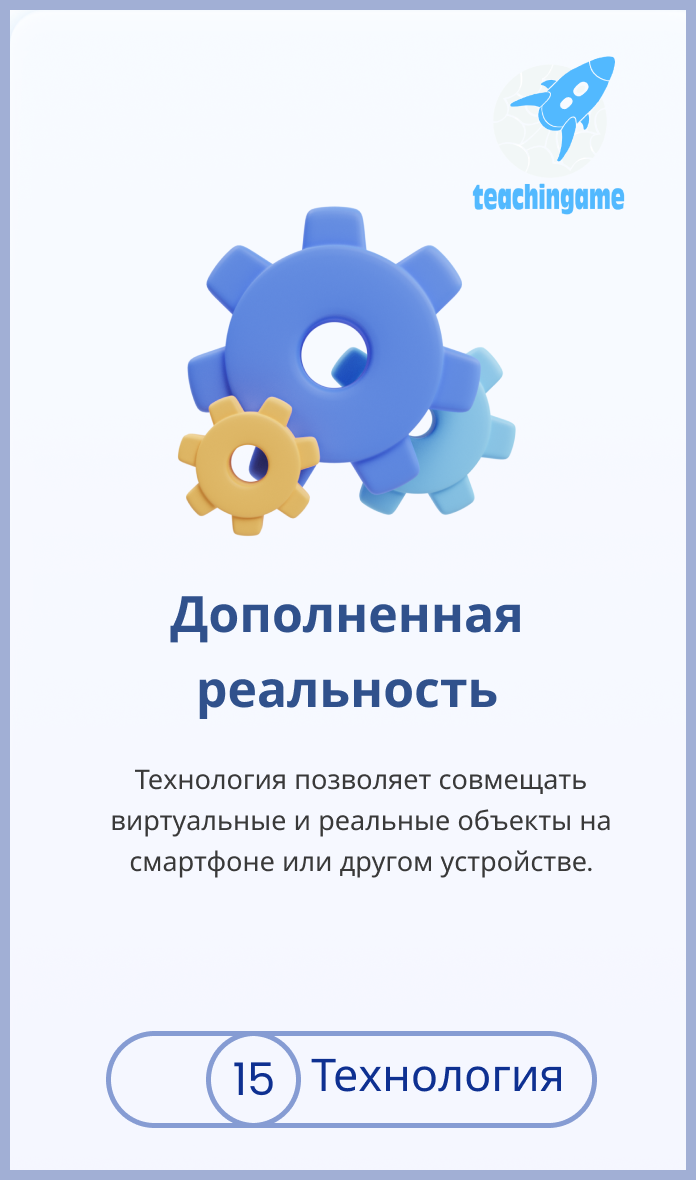 teachingame
Дополненная
реальность
Технология позволяет совмещать
виртуальные и реальные объекты на
смартфоне или другом устройстве.
15 Технология